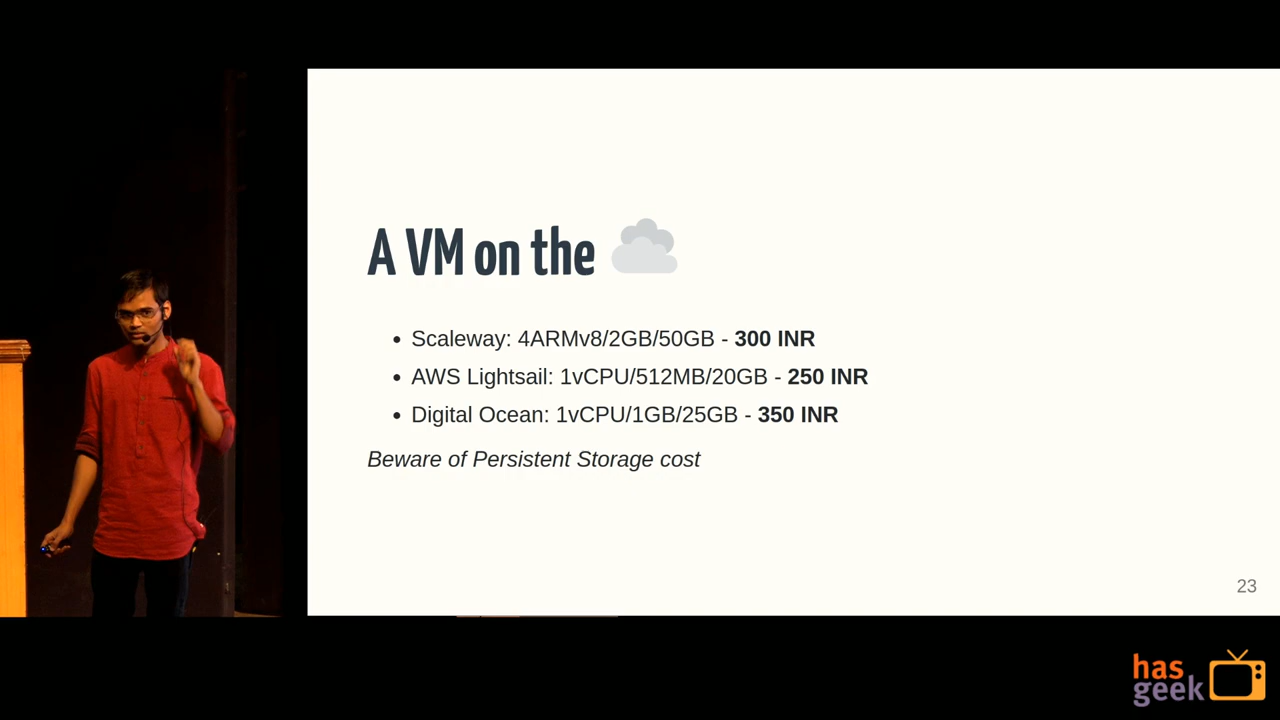 A VM on the
Scaleway: 4ARMv8/2GB/50GB - 300 INR
AWS Lightsail: 1vCPU/512MB/20GB - 250 INR
Digital Ocean: 1vCPU/1GB/25GB - 350 INR
Beware of Persistent Storage cost
23
has
geek